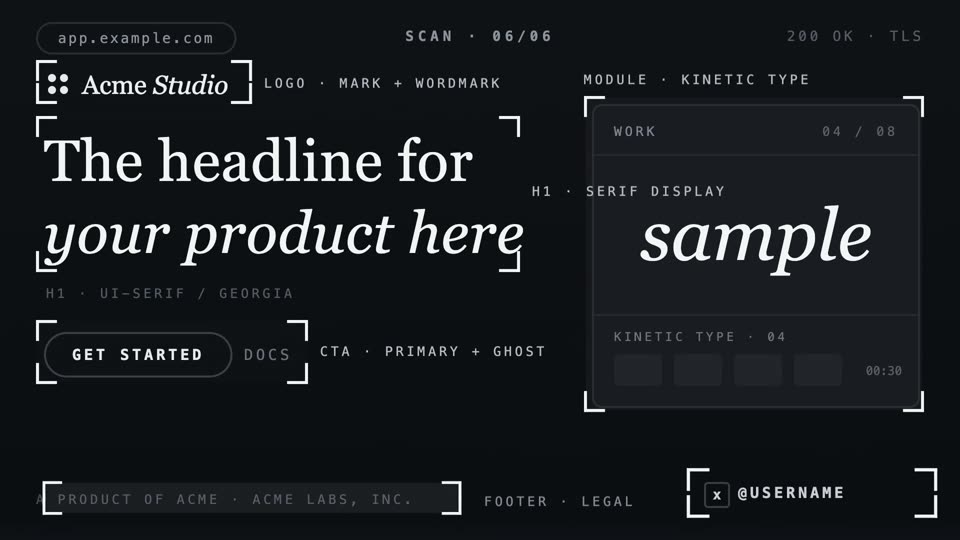 app.example.com
SCAN · 06/06
200 OK · TLS
Acme Studio
LOGO · MARK + WORDMARK
MODULE · KINETIC TYPE
The headline for
your product here
H1 · SERIF DISPLAY
H1 · UI-SERIF / GEORGIA
WORK
04 / 08
sample
KINETIC TYPE · 04
00:30
GET STARTED
DOCS
CTA · PRIMARY + GHOST
A PRODUCT OF ACME · ACME LABS, INC.
FOOTER · LEGAL
x @USERNAME